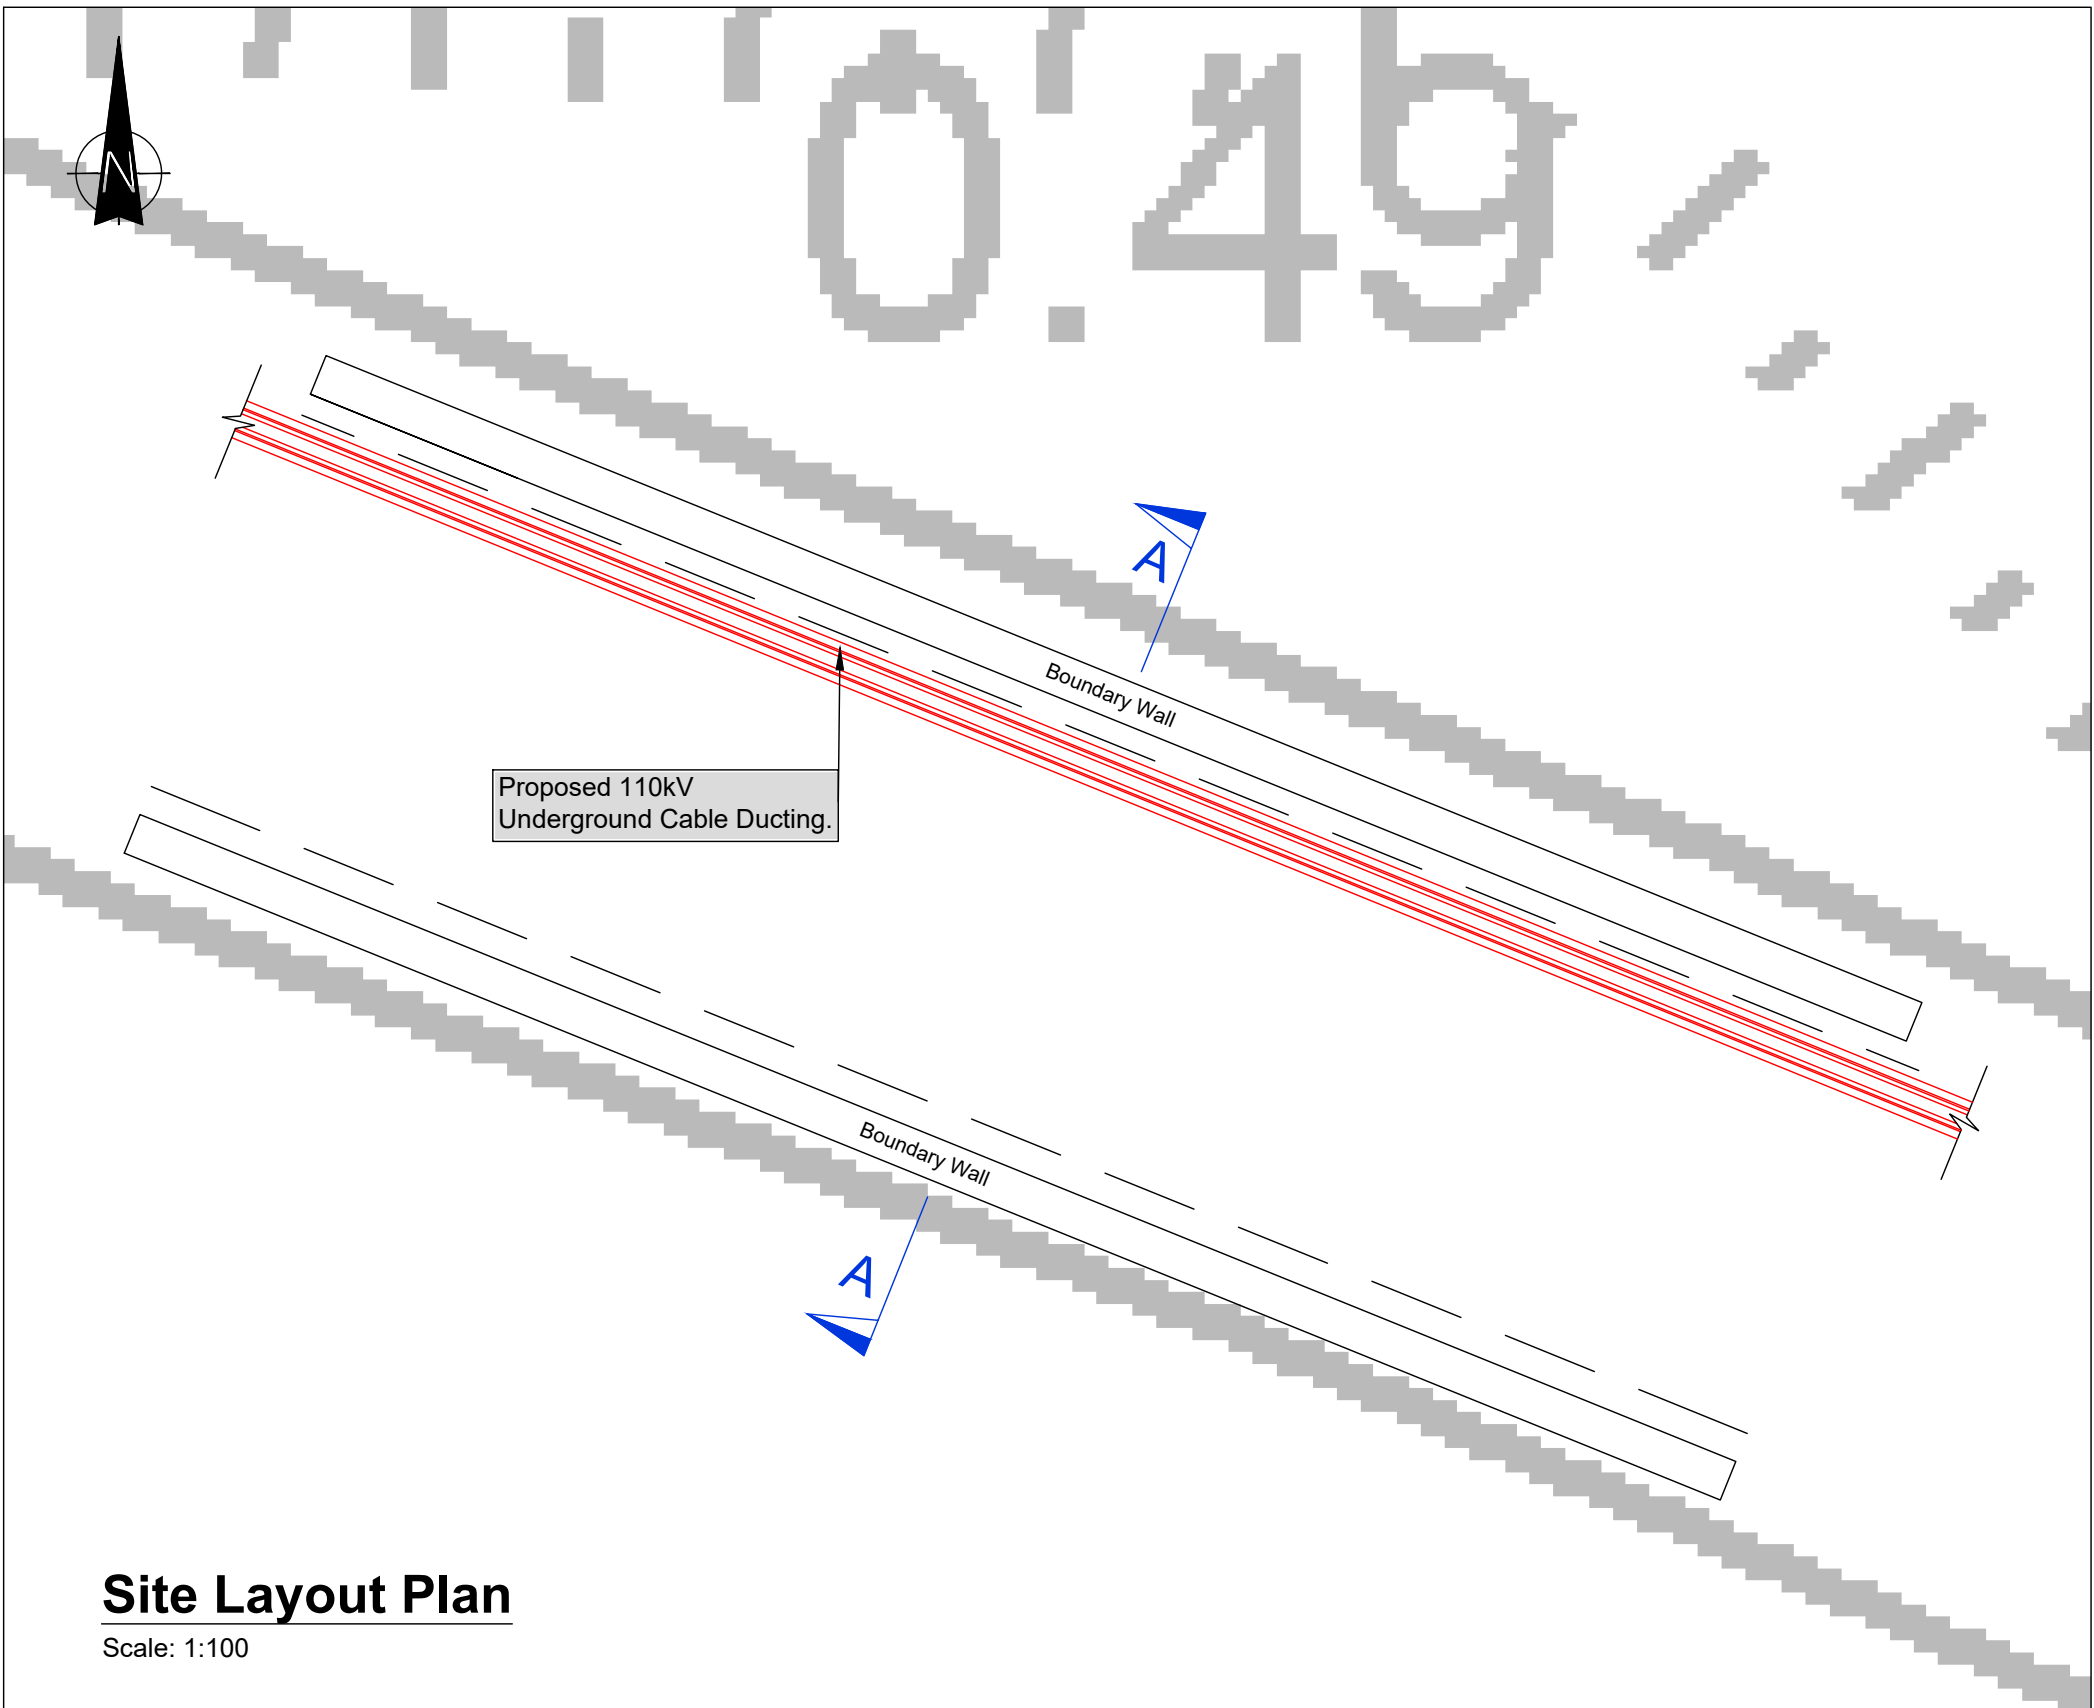 0.49
N
A
Boundary Wall
Proposed 110kV
Underground Cable Ducting.
Boundary Wall
A
Site Layout Plan
Scale: 1:100